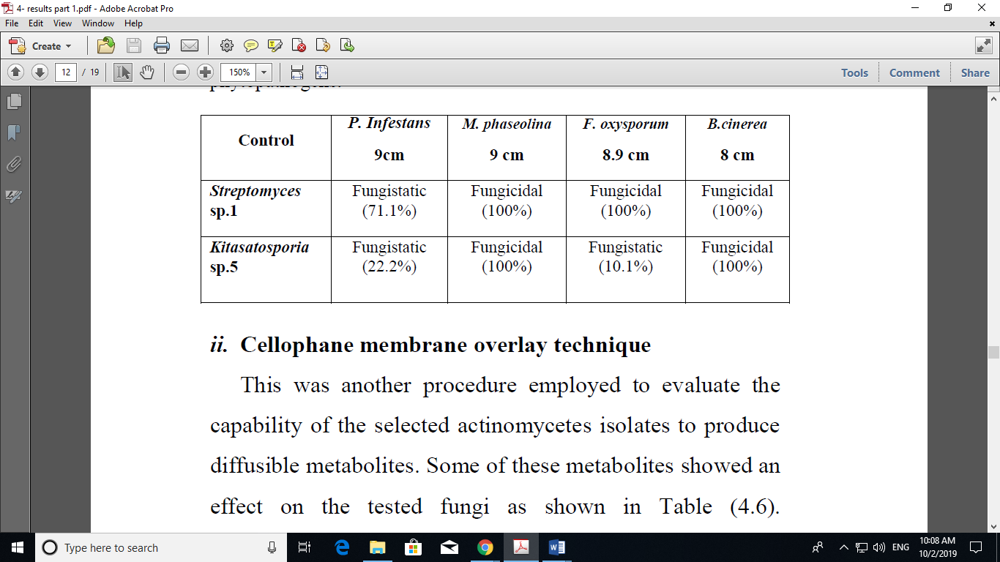 4- results part 1.pdf - Adobe Acrobat Pro
File Edit View Window Help
Create
12 / 19 150% Tools Comment Share
phytopathogent.
Control P. Infestans M. phaseolina F. oxysporum B.cinerea
9cm 9 cm 8.9 cm 8 cm
Streptomyces Fungistatic Fungicidal Fungicidal Fungicidal
sp.1 (71.1%) (100%) (100%) (100%)
Kitasatosporia Fungistatic Fungicidal Fungistatic Fungicidal
sp.5 (22.2%) (100%) (10.1%) (100%)
ii. Cellophane membrane overlay technique
This was another procedure employed to evaluate the
capability of the selected actinomycetes isolates to produce
diffusible metabolites. Some of these metabolites showed an
effect on the tested fungi as shown in Table (4.6).
Type here to search ENG 10:08 AM
10/2/2019